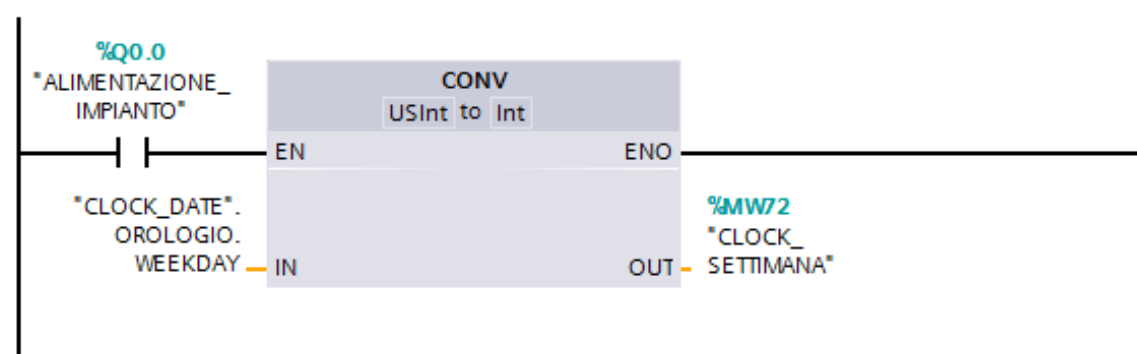 %Q0.0
"ALIMENTAZIONE_
IMPIANTO"
CONV
USInt to Int
EN
ENO
"CLOCK_DATE".
OROLOGIO.
WEEKDAY
IN
OUT
%MW72
"CLOCK_
SETTIMANA"